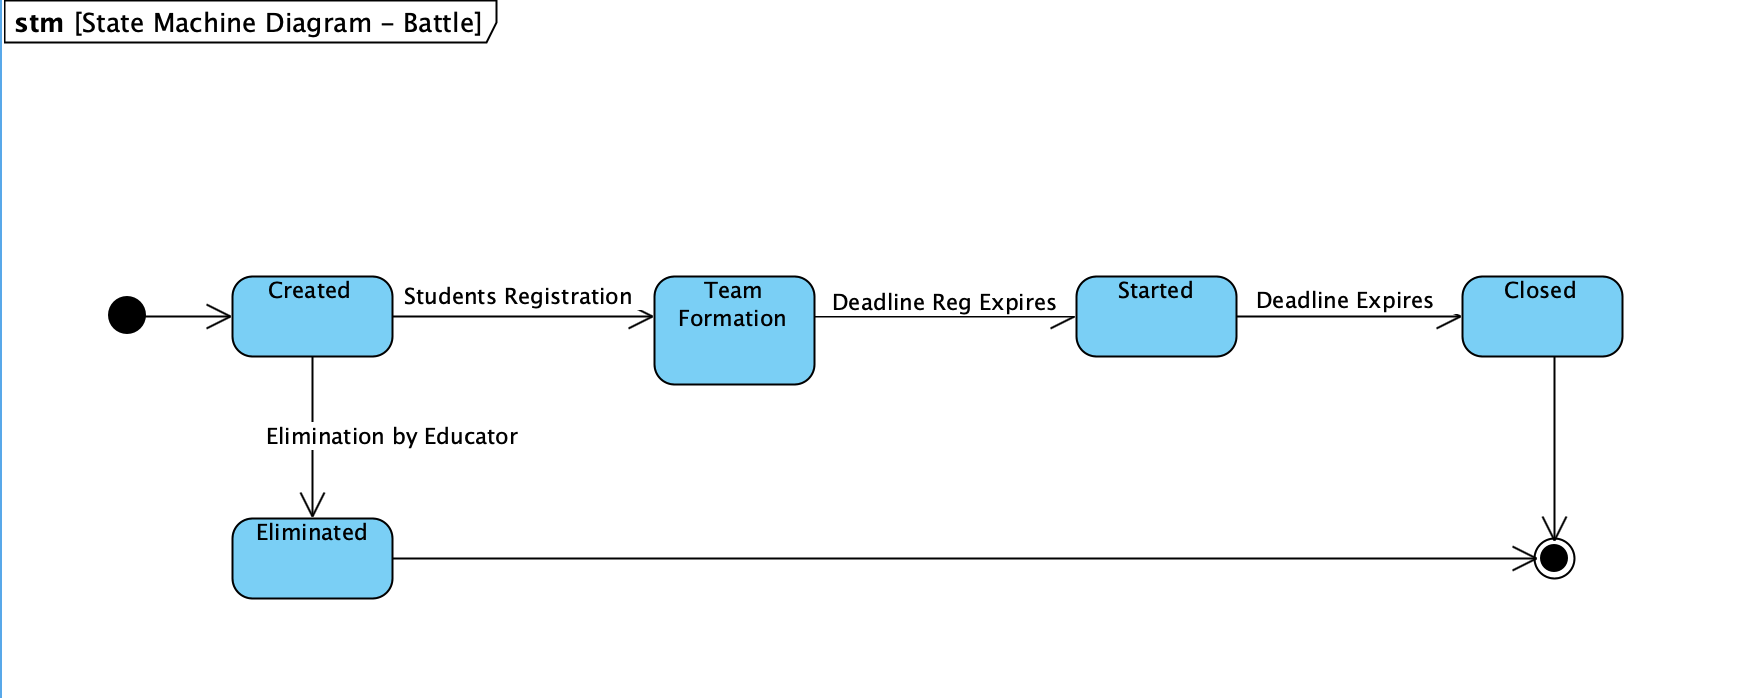 stm [State Machine Diagram – Battle]
Created
Students Registration
Team
Formation
Deadline Reg Expires
Started
Deadline Expires
Closed
Elimination by Educator
Eliminated